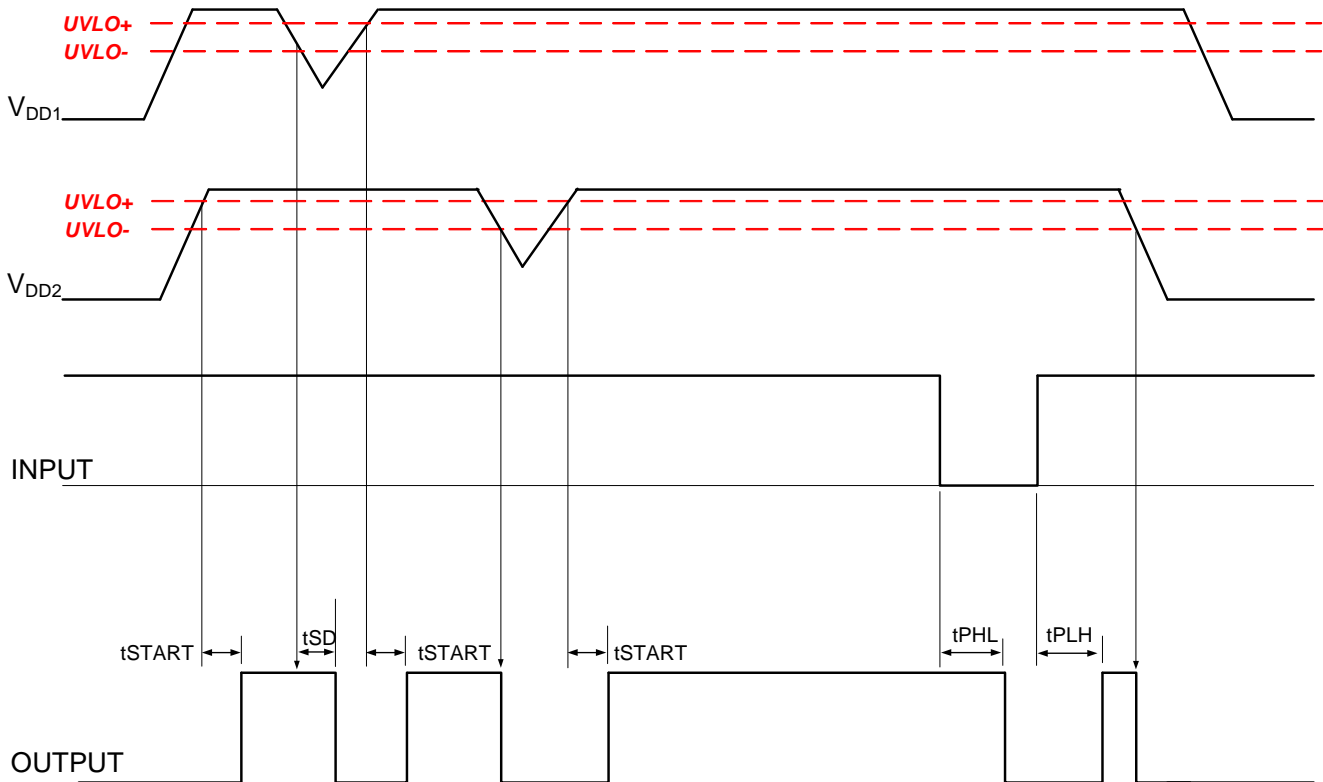 UVLO+
UVLO-
VDD1
UVLO+
UVLO-
VDD2
INPUT
tSTART
tSD
tSTART
tSTART
tPHL
tPLH
OUTPUT